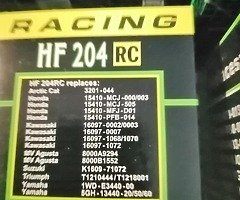 RACING
HF 204 RC
HF 204RC replaces:
Arctic Cat 3201-044
Honda 15410-MCJ-000/003
Honda 15410-MCJ-505
Honda 15410-MFJ-D01
Honda 15410-PFB-014
Kawasaki 16097-0002/0003
Kawasaki 16097-0007
Kawasaki 16097-1068/1076
Kawasaki 16097-1072
MV Agusta 8000A9294
MV Agusta 8000B1552
Suzuki K1609-71072
Triumph T1210444 / T1218001
Yamaha 1WD-E3440-00
Yamaha 5GH-13440-20/50/60